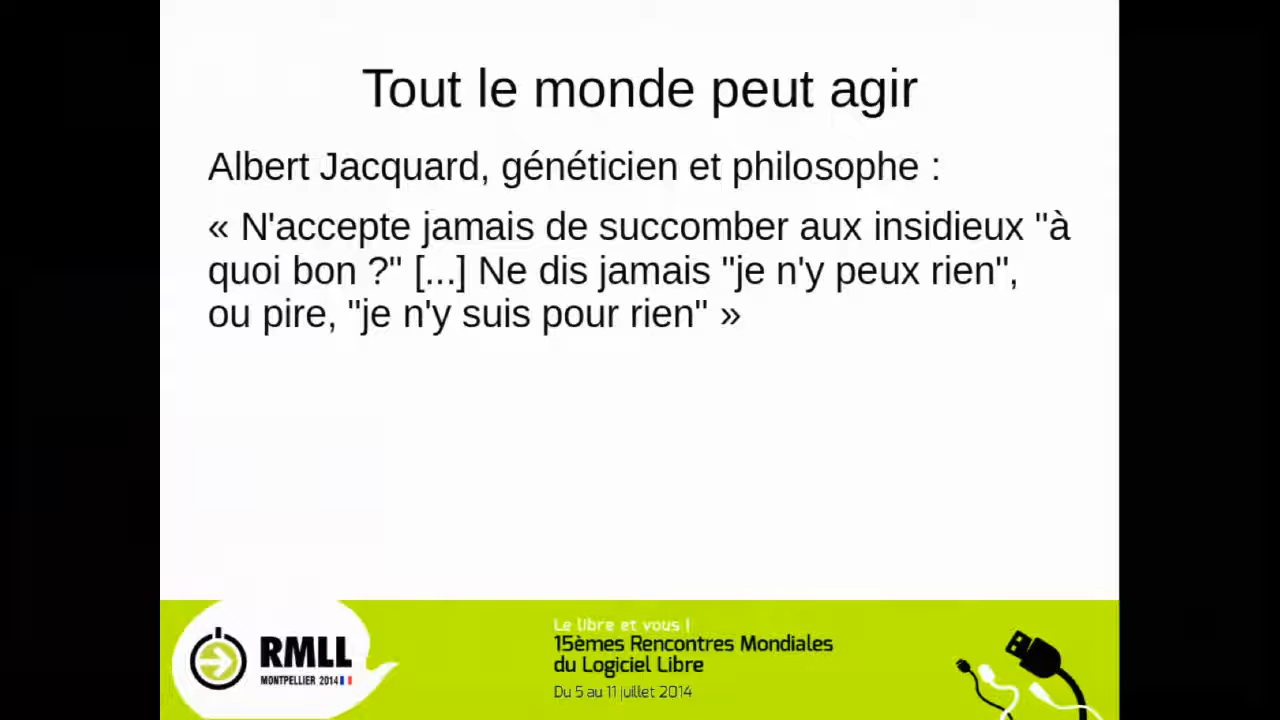 Tout le monde peut agir
Albert Jacquard, généticien et philosophe :
« N'accepte jamais de succomber aux insidieux "à
quoi bon ?" [...] Ne dis jamais "je n'y peux rien",
ou pire, "je n'y suis pour rien" »
RMLL
MONTPELLIER 2014
Le libre et vous !
15èmes Rencontres Mondiales
du Logiciel Libre
Du 5 au 11 juillet 2014